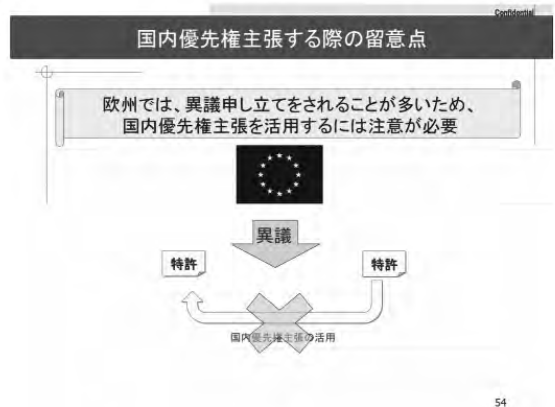 Confidential
国内優先権主張する際の留意点
欧州では、異議申し立てをされることが多いため、
国内優先権主張を活用するには注意が必要
異議
特許
特許
国内優先権主張の活用
54